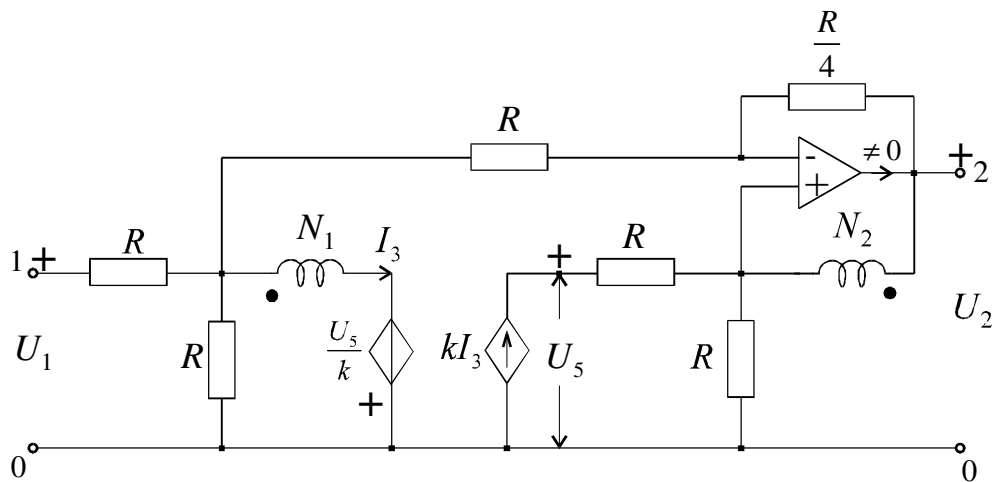 R
4
R
≠0
-
+
+
2
N₁
N₂
R
I₃
+
R
1
+
U₁
R
U₅
k
+
kI₃
U₅
R
U₂
0
0